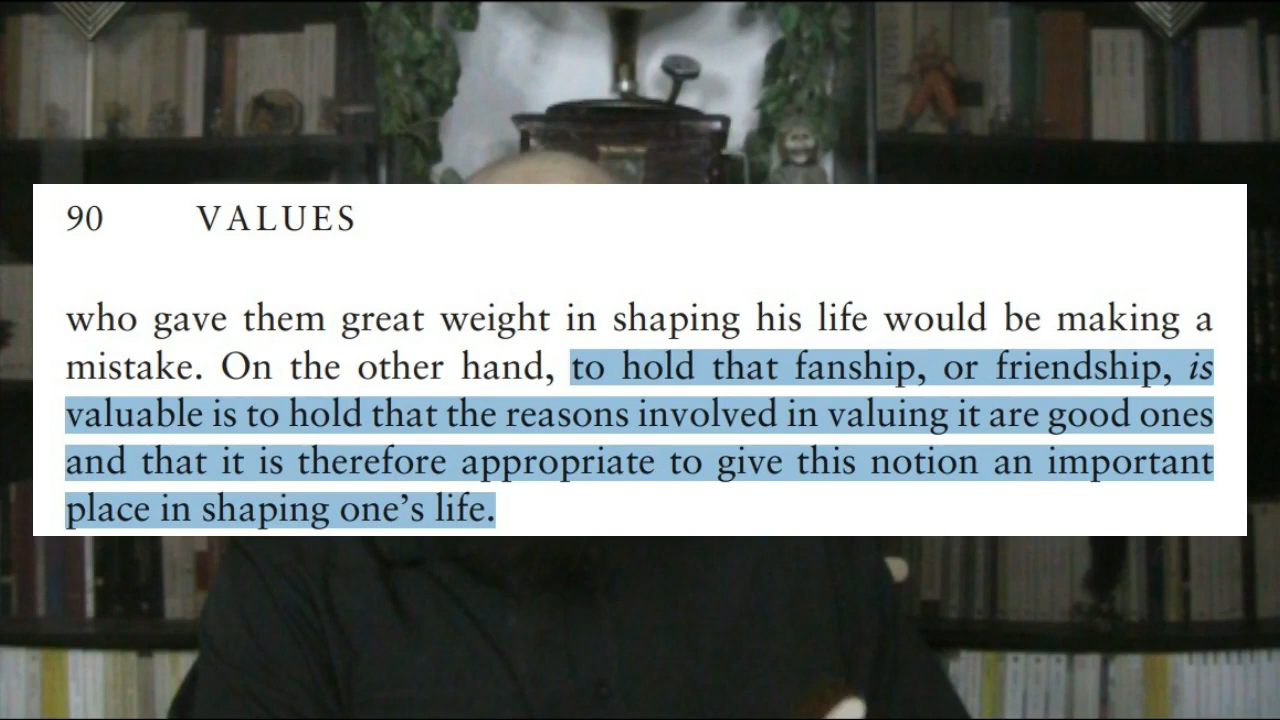 90 VALUES
who gave them great weight in shaping his life would be making a
mistake. On the other hand, to hold that fanship, or friendship, is
valuable is to hold that the reasons involved in valuing it are good ones
and that it is therefore appropriate to give this notion an important
place in shaping one’s life.